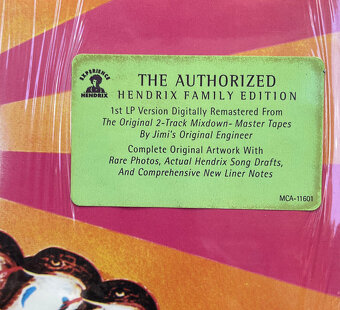 EXPERIENCE
HENDRIX
THE AUTHORIZED
HENDRIX FAMILY EDITION
1st LP Version Digitally Remastered From
The Original 2-Track Mixdown- Master Tapes
By Jimi's Original Engineer
Complete Original Artwork With
Rare Photos, Actual Hendrix Song Drafts,
And Comprehensive New Liner Notes
MCA-11601